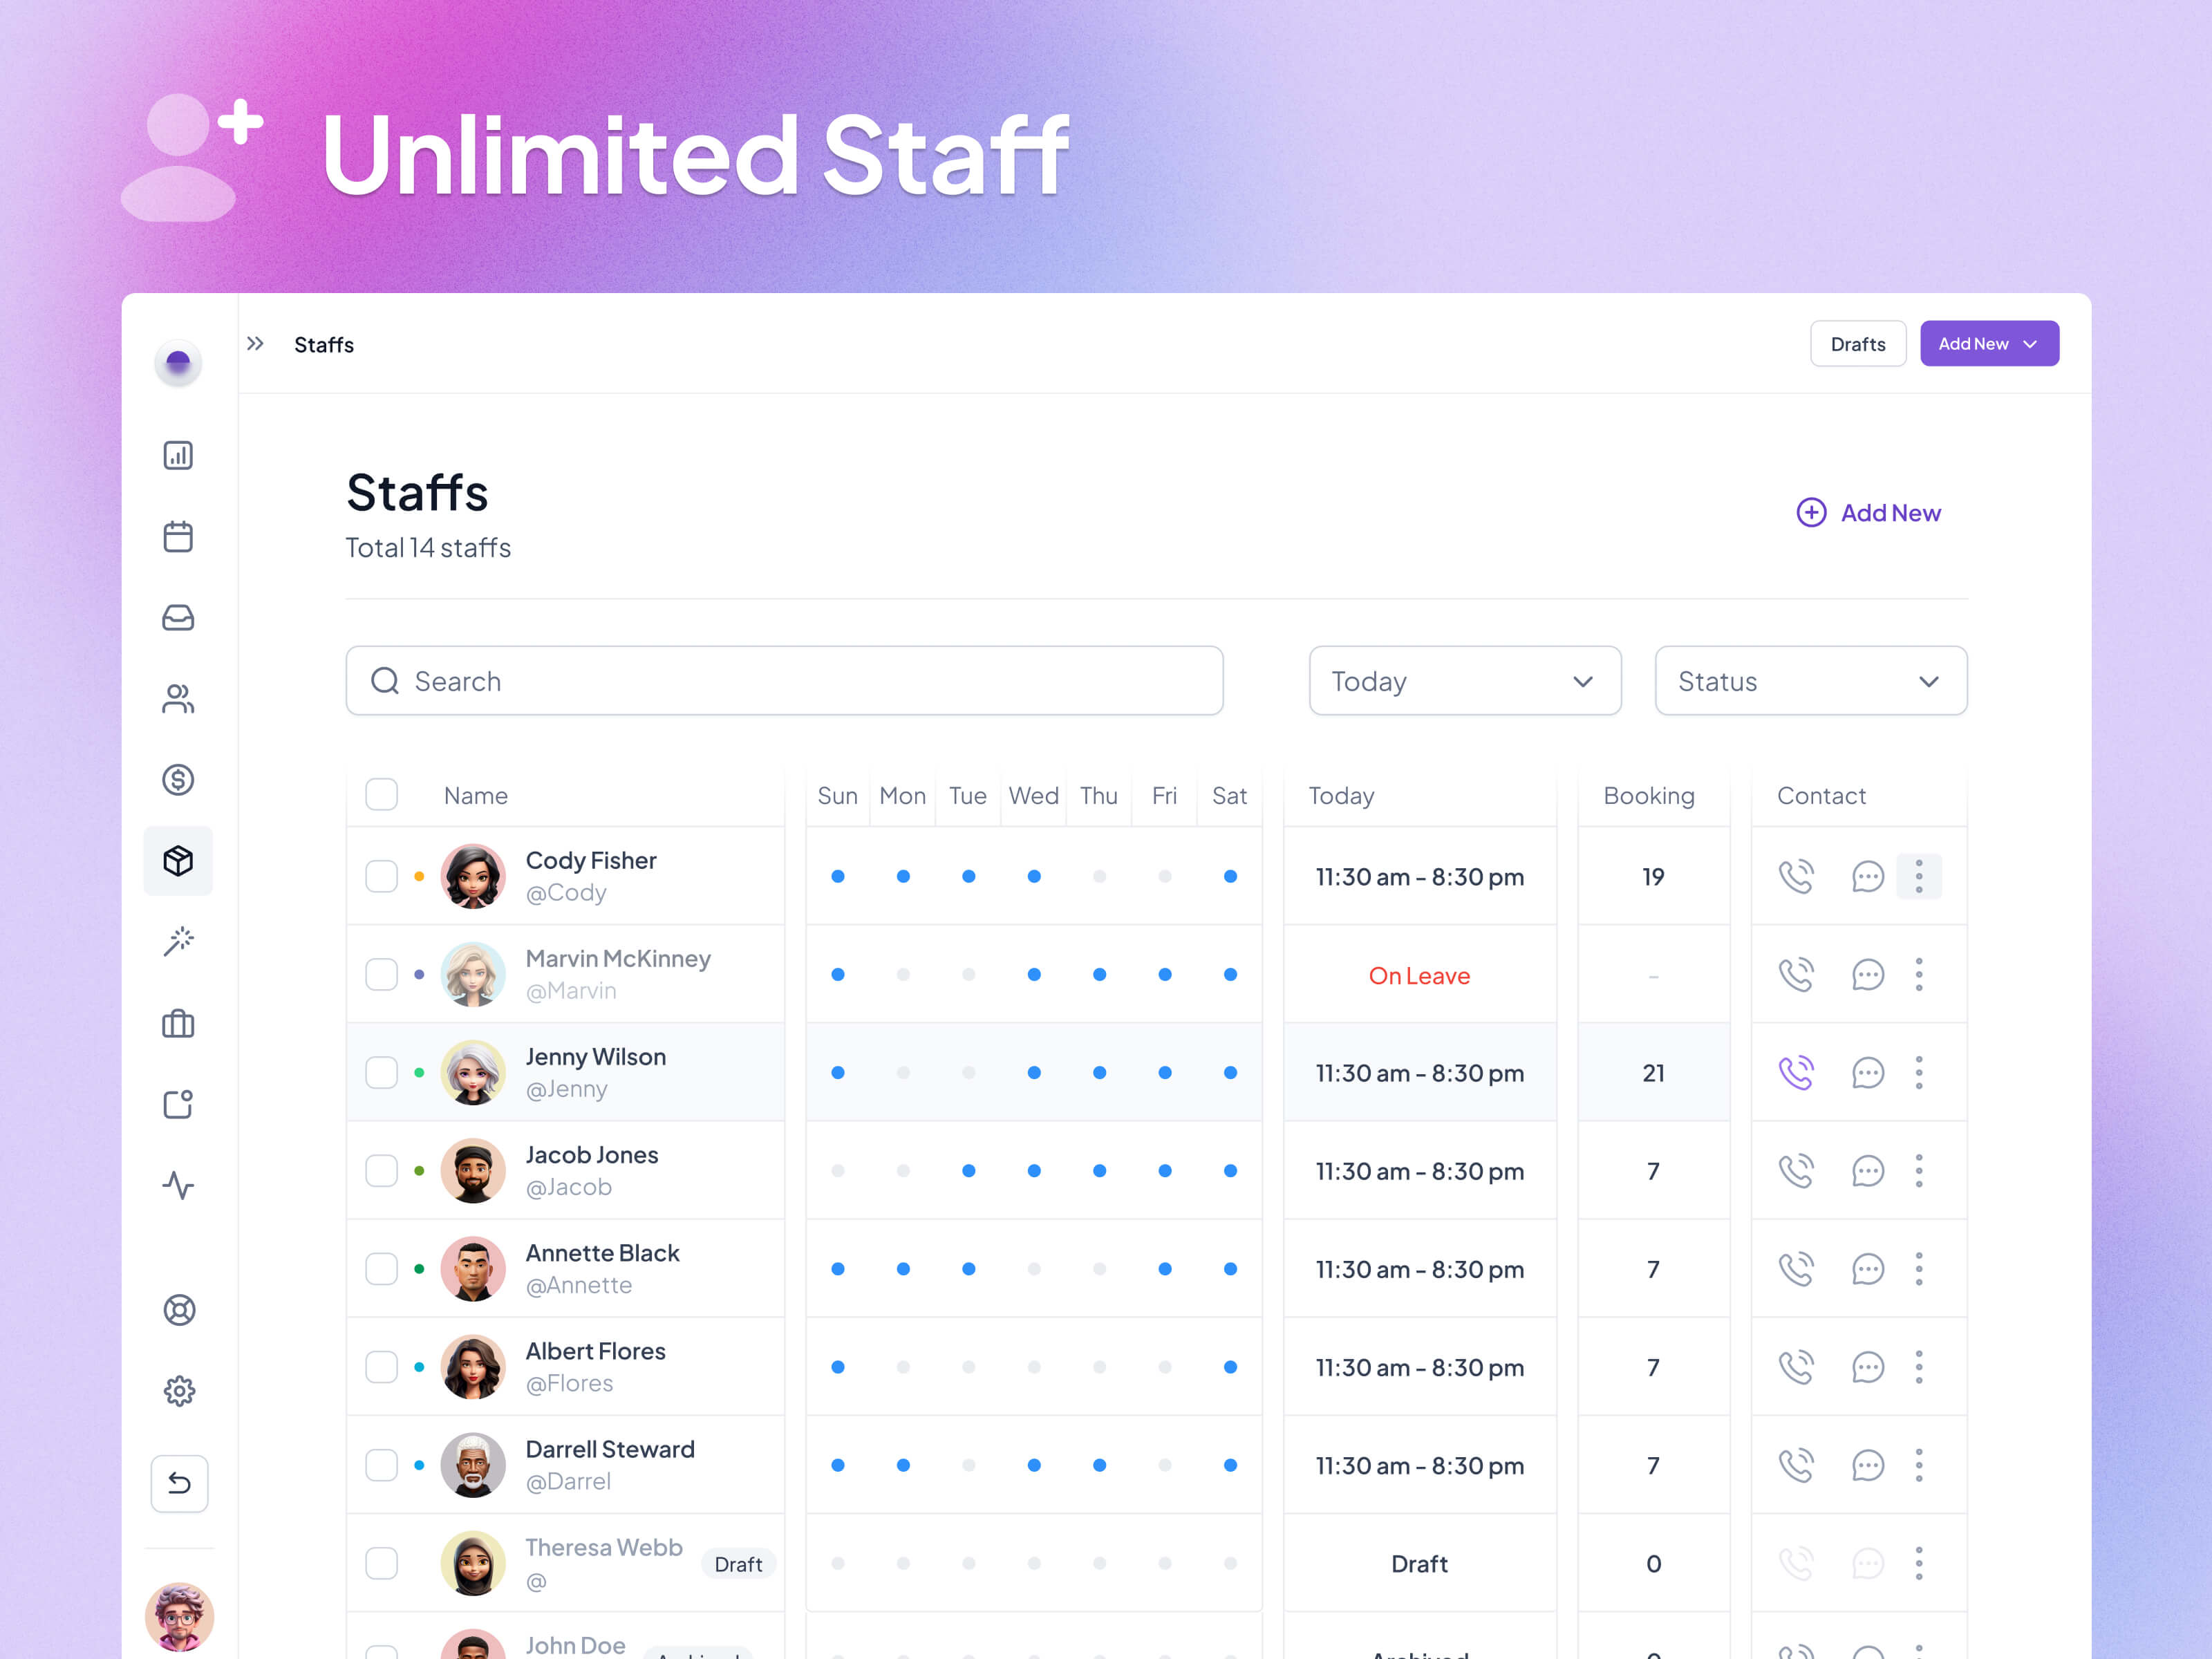 Unlimited Staff
Staffs
Drafts
Add New
Staffs
Total 14 staffs
Add New
Search
Today
Status
Name
Sun Mon Tue Wed Thu Fri Sat
Today
Booking
Contact
Cody Fisher
@Cody
11:30 am – 8:30 pm
19
Marvin McKinney
@Marvin
On Leave
–
Jenny Wilson
@Jenny
11:30 am – 8:30 pm
21
Jacob Jones
@Jacob
11:30 am – 8:30 pm
7
Annette Black
@Annette
11:30 am – 8:30 pm
7
Albert Flores
@Flores
11:30 am – 8:30 pm
7
Darrell Steward
@Darrel
11:30 am – 8:30 pm
7
Theresa Webb
@
Draft
Draft
0
John Doe
Archived
Archived
0